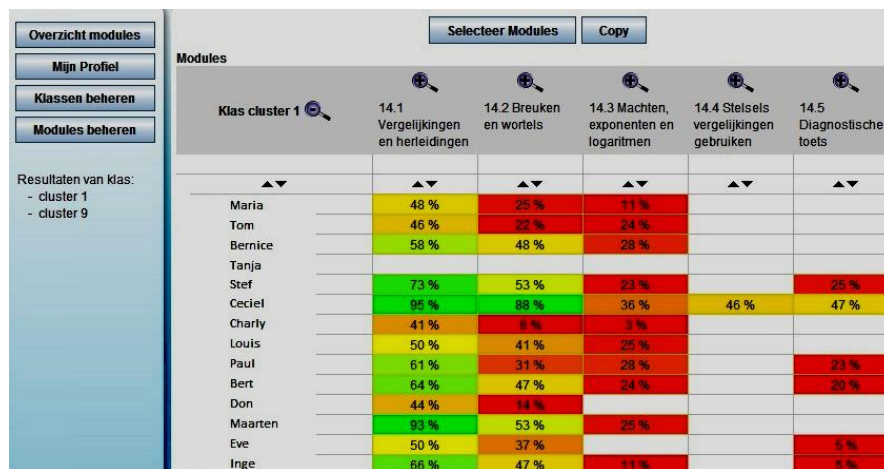 Overzicht modules
Mijn Profiel
Klassen beheren
Modules beheren
Resultaten van klas:
- cluster 1
- cluster 9
Selecteer Modules Copy
Modules
Klas cluster 1
14.1 Vergelijkingen en herleidingen
14.2 Breuken en wortels
14.3 Machten, exponenten en logaritmen
14.4 Stelsels vergelijkingen gebruiken
14.5 Diagnostische toets
Maria 48 % 25 % 11 %
Tom 46 % 22 % 24 %
Bernice 58 % 48 % 28 %
Tanja
Stef 73 % 53 % 23 % 25 %
Ceciel 95 % 88 % 36 % 46 % 47 %
Charly 41 % 6 % 3 %
Louis 50 % 41 % 25 %
Paul 61 % 31 % 28 % 23 %
Bert 64 % 47 % 24 % 20 %
Don 44 % 14 %
Maarten 93 % 53 % 25 %
Eve 50 % 37 % 5 %
Inge 66 % 47 % 11 %